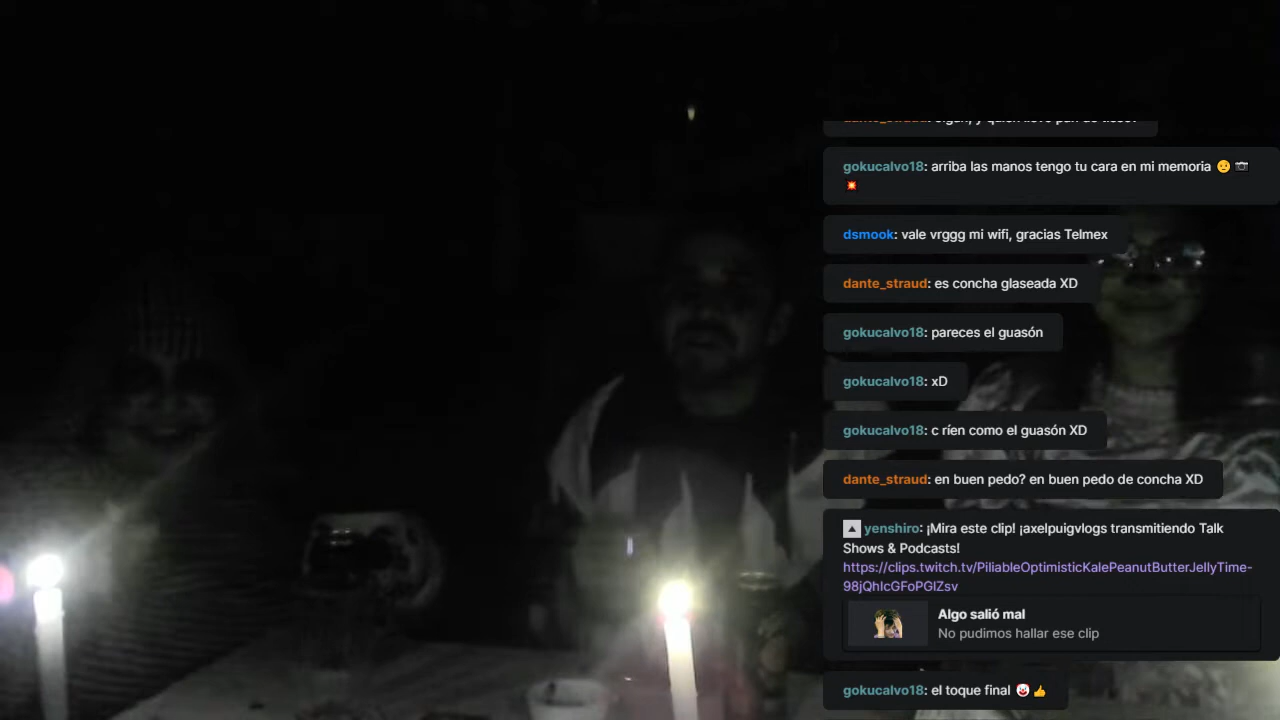 gokucalvo18: arriba las manos tengo tu cara en mi memoria 😗 📷
💥
dsmook: vale vrggg mi wifi, gracias Telmex
dante_straud: es concha glaseada XD
gokucalvo18: pareces el guasón
gokucalvo18: xD
gokucalvo18: c ríen como el guasón XD
dante_straud: en buen pedo? en buen pedo de concha XD
yenshiro: ¡Mira este clip! ¡axelpuigvlogs transmitiendo Talk
Shows & Podcasts!
https://clips.twitch.tv/PiliableOptimisticKalePeanutButterJellyTime-
Algo salió mal
No pudimos hallar ese clip
gokucalvo18: el toque final 🤡 👍